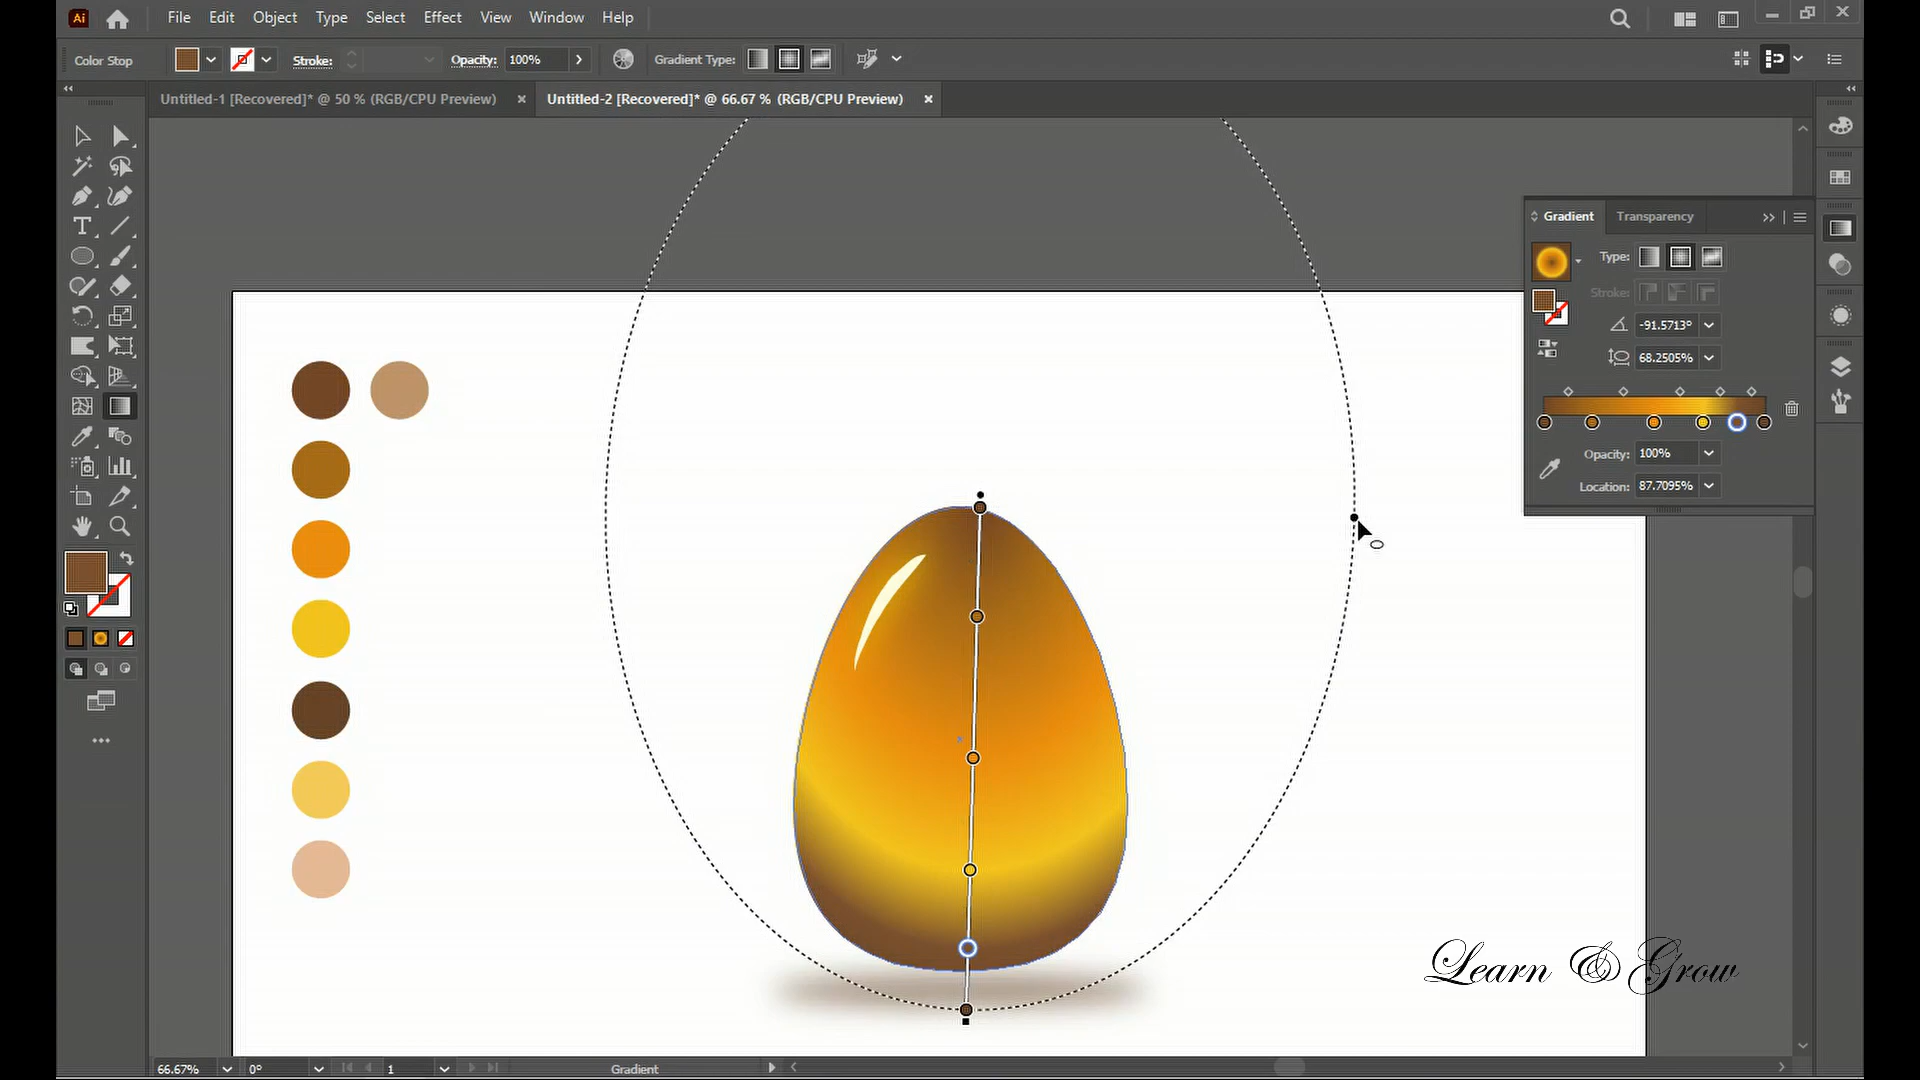 Ai File Edit Object Type Select Effect View Window Help
Color Stop Stroke: Opacity: 100% Gradient Type:
Untitled-1 [Recovered]* @ 50 % (RGB/CPU Preview) × Untitled-2 [Recovered]* @ 66.67 % (RGB/CPU Preview) ×
Gradient Transparency
Type:
Stroke:
-91.5713°
68.2505%
Opacity: 100%
Location: 87.7095%
Learn & Grow
66.67% 0° 1 Gradient